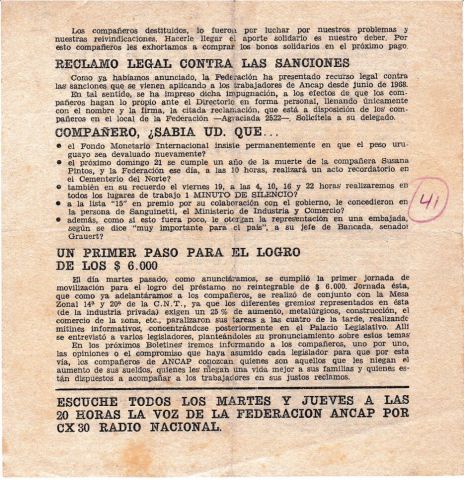 Los compañeros destituidos, lo fueron por luchar por nuestros problemas y
nuestras reivindicaciones. Hacerle llegar el aporte solidario es nuestro deber. Por
esto compañeros les exhortamos a comprar los bonos solidarios en el próximo pago.
RECLAMO LEGAL CONTRA LAS SANCIONES
Como ya habíamos anunciado, la Federación ha presentado recurso legal contra
las sanciones que se vienen aplicando a los trabajadores de Ancap desde junio de 1968.
En tal sentido, se ha impreso dicha impugnación, a los efectos de que los com-
pañeros hagan lo propio ante el Directorio en forma personal, llenando únicamente
con el nombre y la firma, la citada reclamación, que está a disposición de los com-
pañeros en el local de la Federación —Agraciada 2522—. Solicítela a su delegado.
COMPAÑERO, ¿SABIA UD. QUE...
● el Fondo Monetario Internacional insiste permanentemente en que el peso uru-
guayo sea devaluado nuevamente?
● el próximo domingo 21 se cumple un año de la muerte de la compañera Susana
Pintos, y la Federación ese día, a las 10 horas, realizará un acto recordatorio en
el Cementerio del Norte?
● también en su recuerdo el viernes 19, a las 4, 10, 16 y 22 horas realizaremos en
todos los lugares de trabajo 1 MINUTO DE SILENCIO?
● a la lista "15" en premio por su colaboración con el gobierno, le concedieron en
la persona de Sanguinetti, el Ministerio de Industria y Comercio?
● además, como si esto fuera poco, le otorgan la representación en una embajada,
según se dice "muy importante para el país", a su jefe de Bancada, senador
Grauert?
41
UN PRIMER PASO PARA EL LOGRO
DE LOS $ 6.000
El día martes pasado, como anunciáramos, se cumplió la primer jornada de
movilización para el logro del préstamo no reintegrable de $ 6.000. Jornada ésta,
que como ya adelantáramos a los compañeros, se realizó de conjunto con la Mesa
Zonal 14ª y 20ª de la C.N.T., ya que los diferentes gremios representados en ésta
(de la industria privada) exigen un 25 % de aumento, metalúrgicos, construcción, el
comercio de la zona, etc., paralizaron sus tareas a las cuatro de la tarde, realizando
mitines informativos, concentrándose posteriormente en el Palacio Legislativo. Allí
se entrevistó a varios legisladores, planteándoles su pronunciamiento sobre estos temas
En los próximos Boletines iremos informando a los compañeros, uno por uno,
las opiniones o el compromiso que haya asumido cada legislador para que por esta
vía, los compañeros de ANCAP conozcan quienes son aquellos que les niegan el
aumento de sus sueldos, quienes les niegan una vida mejor a sus familias y quienes es-
tán dispuestos a acompañar a los trabajadores en sus justos reclamos.
ESCUCHE TODOS LOS MARTES Y JUEVES A LAS
20 HORAS LA VOZ DE LA FEDERACION ANCAP POR
CX 30 RADIO NACIONAL.